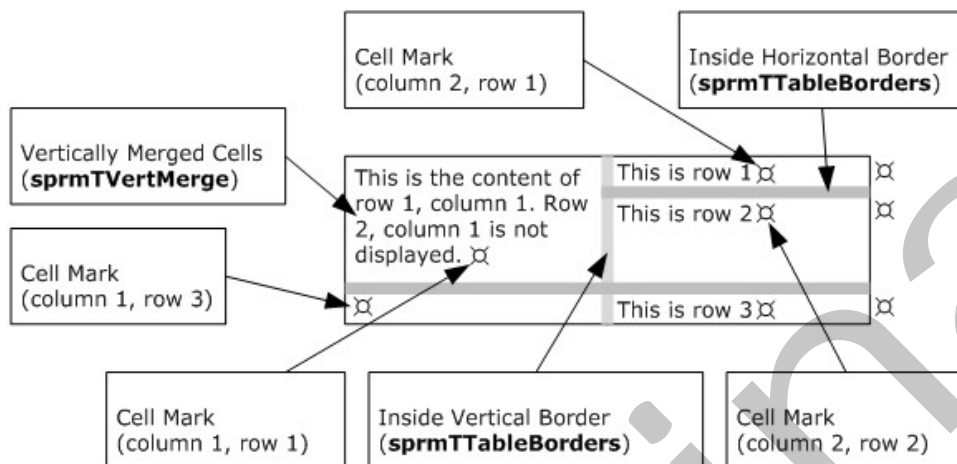 Cell Mark
(column 2, row 1)
Inside Horizontal Border
(sprmTTableBorders)
Vertically Merged Cells
(sprmTVertMerge)
This is the content of
row 1, column 1. Row
2, column 1 is not
displayed. ¤
This is row 1¤ ¤
This is row 2¤ ¤
Cell Mark
(column 1, row 3)
¤
This is row 3¤ ¤
Cell Mark
(column 1, row 1)
Inside Vertical Border
(sprmTTableBorders)
Cell Mark
(column 2, row 2)